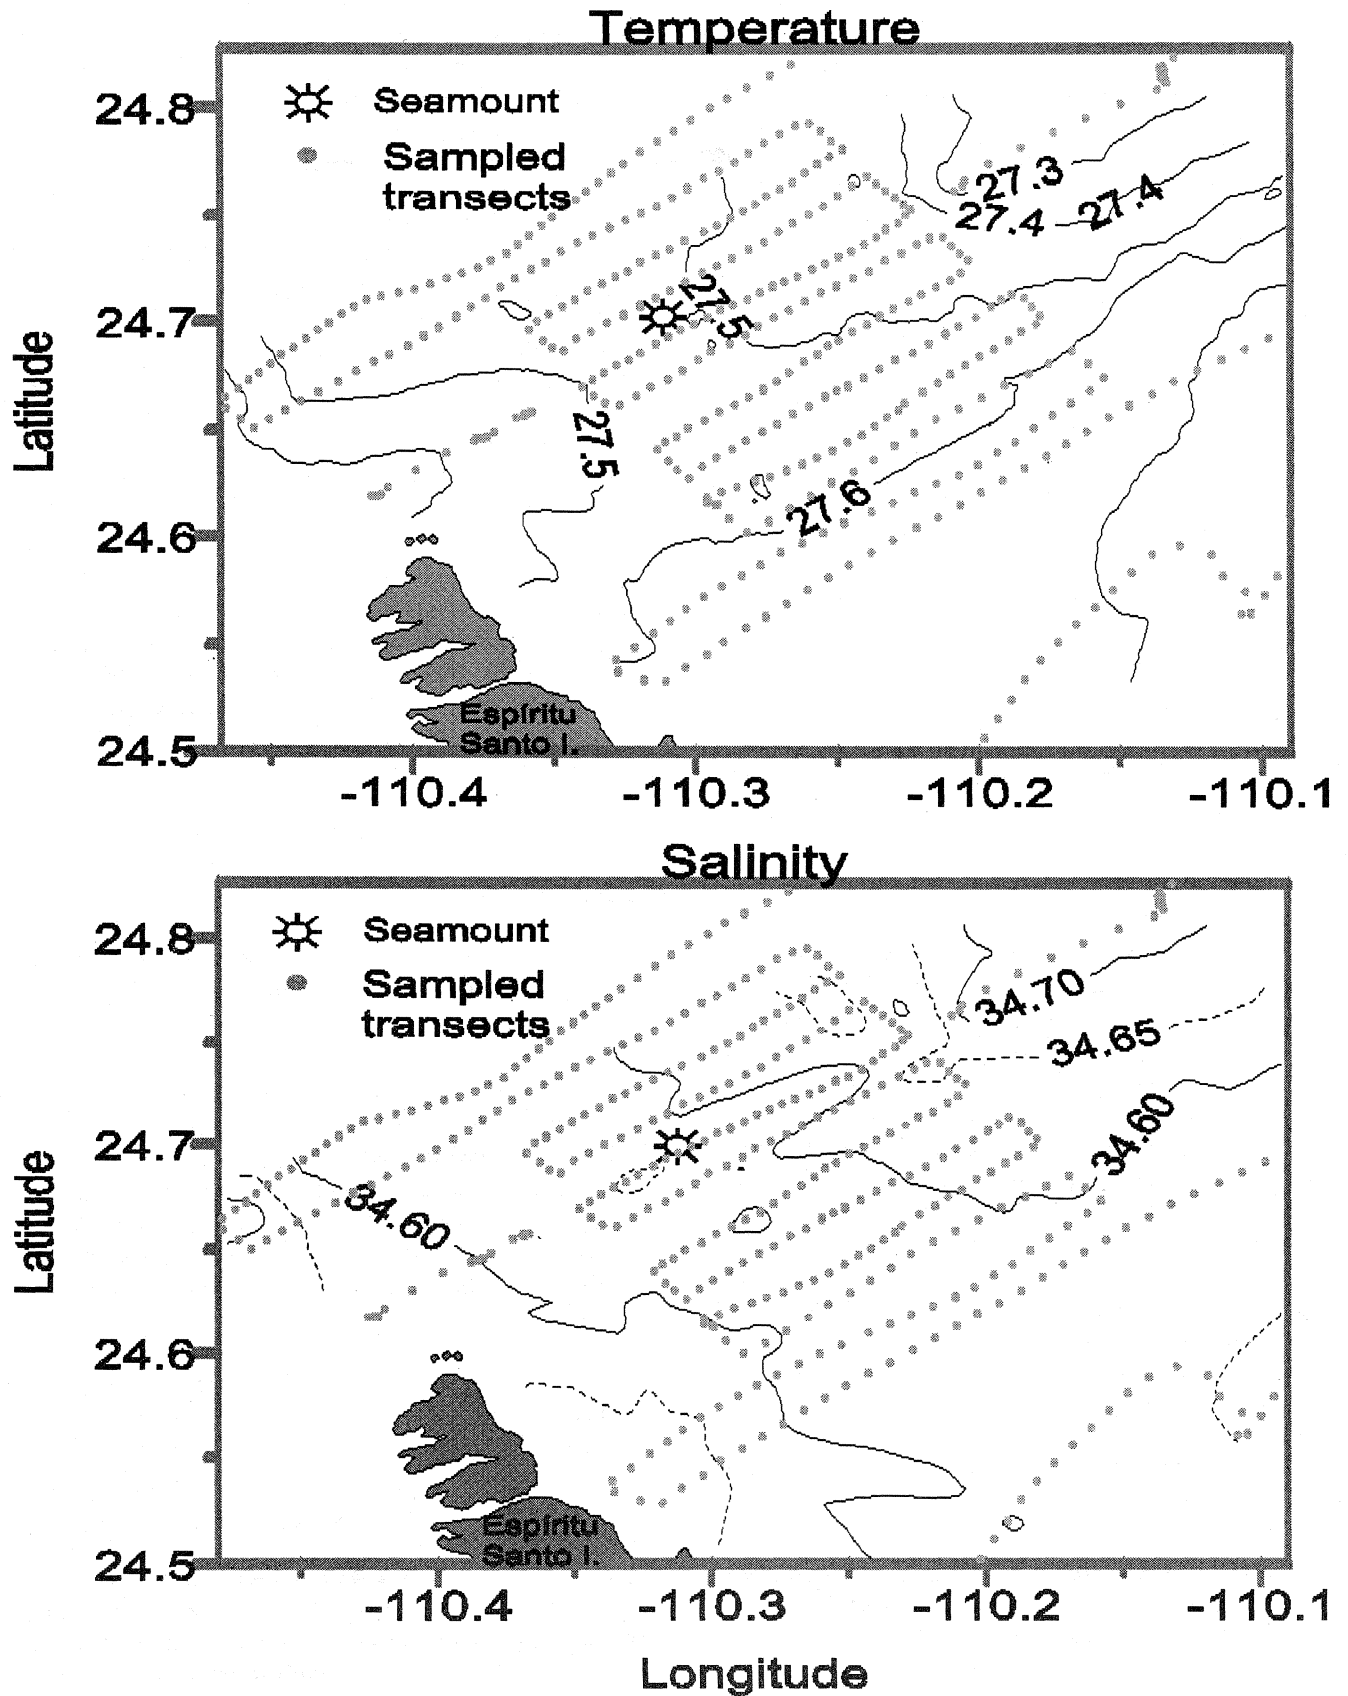 Temperature
Seamount
Sampled
transects
24.8
24.7
24.6
24.5
Latitude
27.3
27.4
27.4
27.5
27.5
27.6
Espíritu
Santo I.
-110.4
-110.3
-110.2
-110.1
Salinity
Seamount
Sampled
transects
24.8
24.7
24.6
24.5
Latitude
34.70
34.65
34.60
34.60
Espíritu
Santo I.
-110.4
-110.3
-110.2
-110.1
Longitude